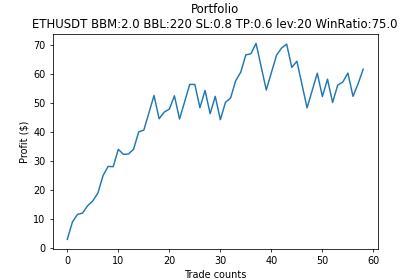 Portfolio
ETHUSDT BBM:2.0 BBL:220 SL:0.8 TP:0.6 lev:20 WinRatio:75.0
70
60
50
40
30
20
10
0
Profit ($)
0 10 20 30 40 50 60
Trade counts